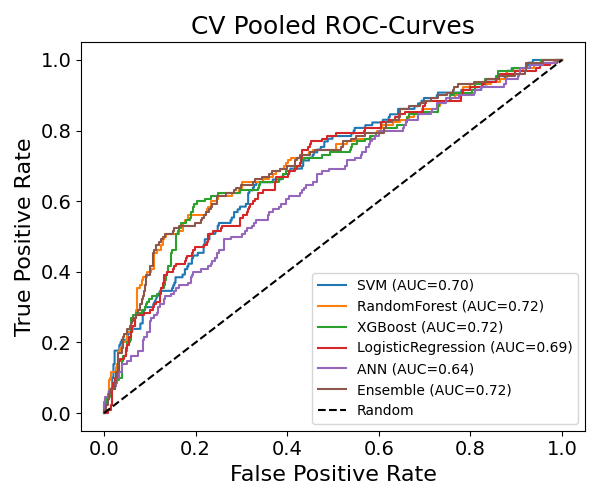 CV Pooled ROC-Curves
True Positive Rate
1.0
0.8
0.6
0.4
0.2
0.0
SVM (AUC=0.70)
RandomForest (AUC=0.72)
XGBoost (AUC=0.72)
LogisticRegression (AUC=0.69)
ANN (AUC=0.64)
Ensemble (AUC=0.72)
Random
0.0 0.2 0.4 0.6 0.8 1.0
False Positive Rate